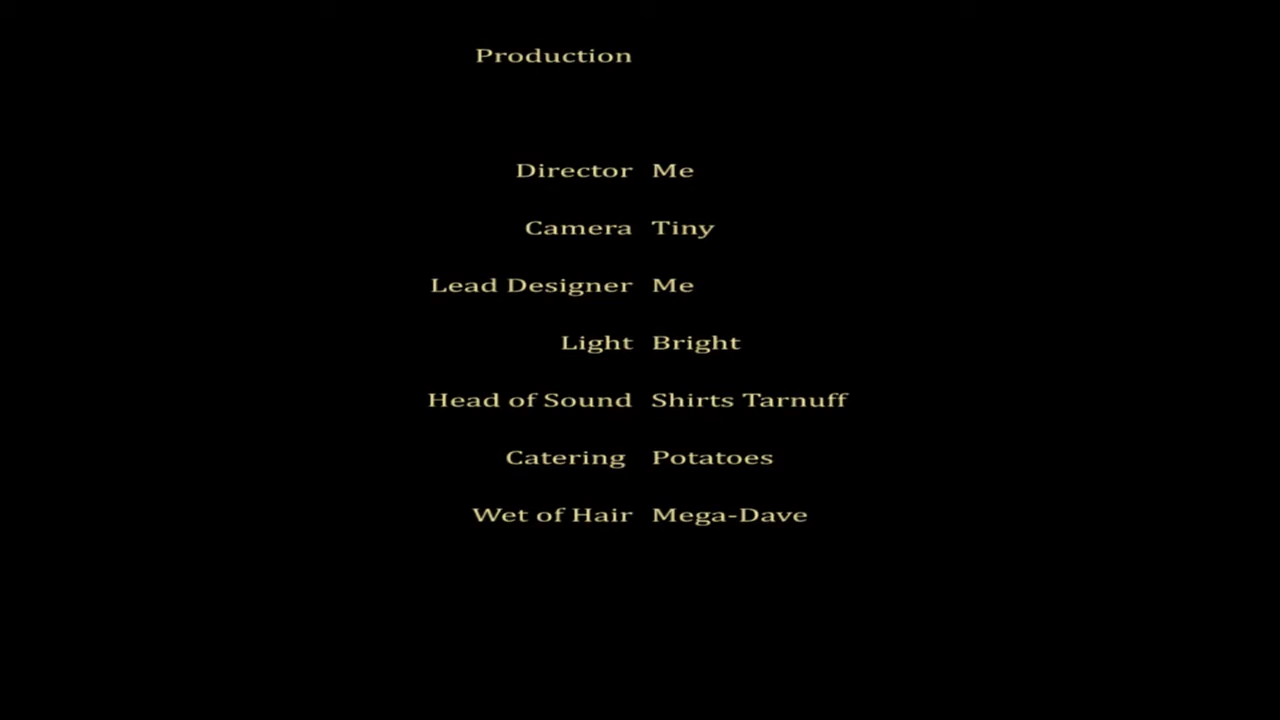 Production
Director Me
Camera Tiny
Lead Designer Me
Light Bright
Head of Sound Shirts Tarnuff
Catering Potatoes
Wet of Hair Mega-Dave